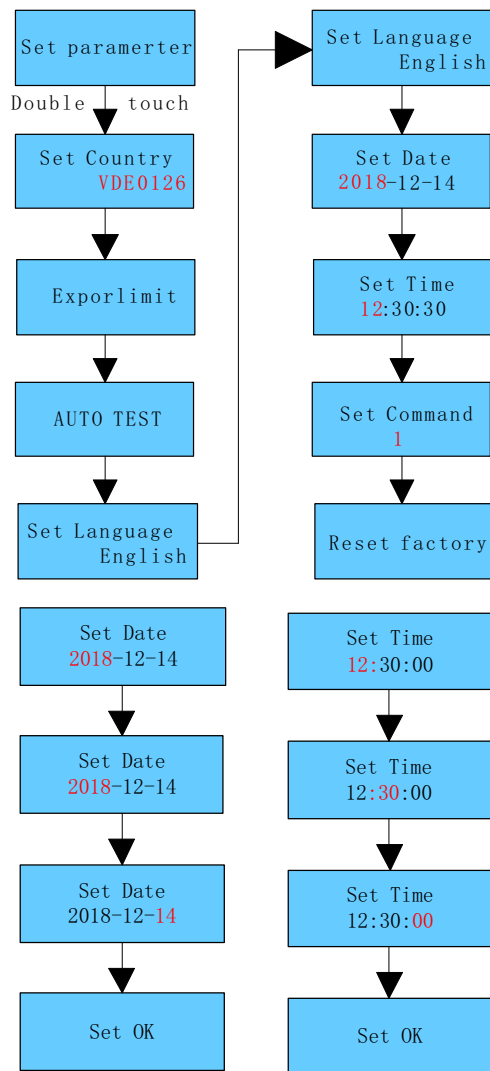 Set paramerter
Double touch
Set Country
VDE0126
Exporlimit
AUTO TEST
Set Language
English
Set Language
English
Set Date
2018-12-14
Set Time
12:30:30
Set Command
1
Reset factory
Set Date
2018-12-14
Set Date
2018-12-14
Set Date
2018-12-14
Set OK
Set Time
12:30:00
Set Time
12:30:00
Set Time
12:30:00
Set OK